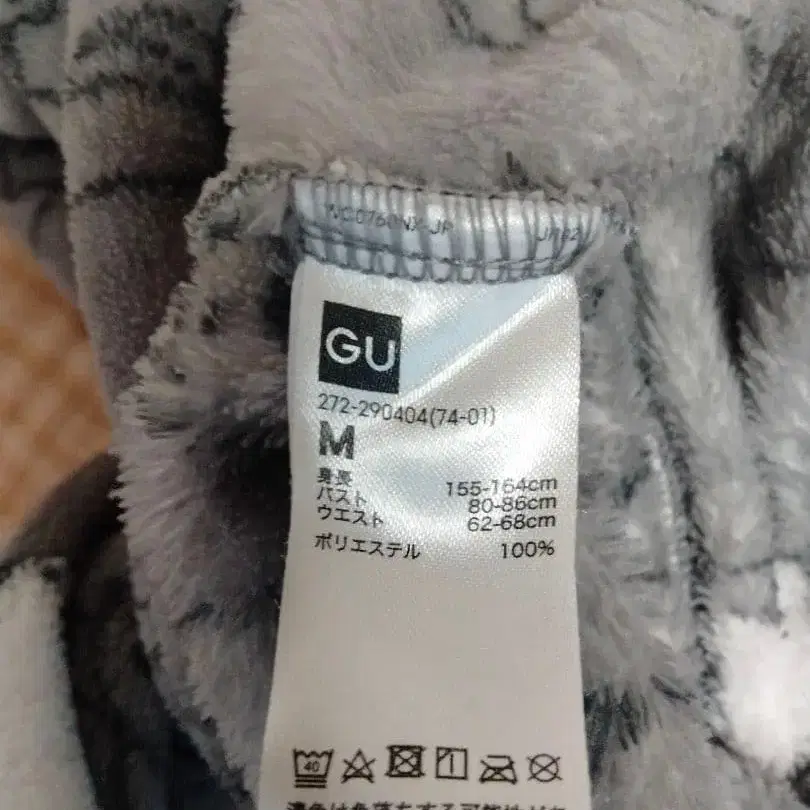 GU
272-290404(74-01)
M
身長 155-164cm
バスト 80-86cm
ウエスト 62-68cm
ポリエステル 100%
40